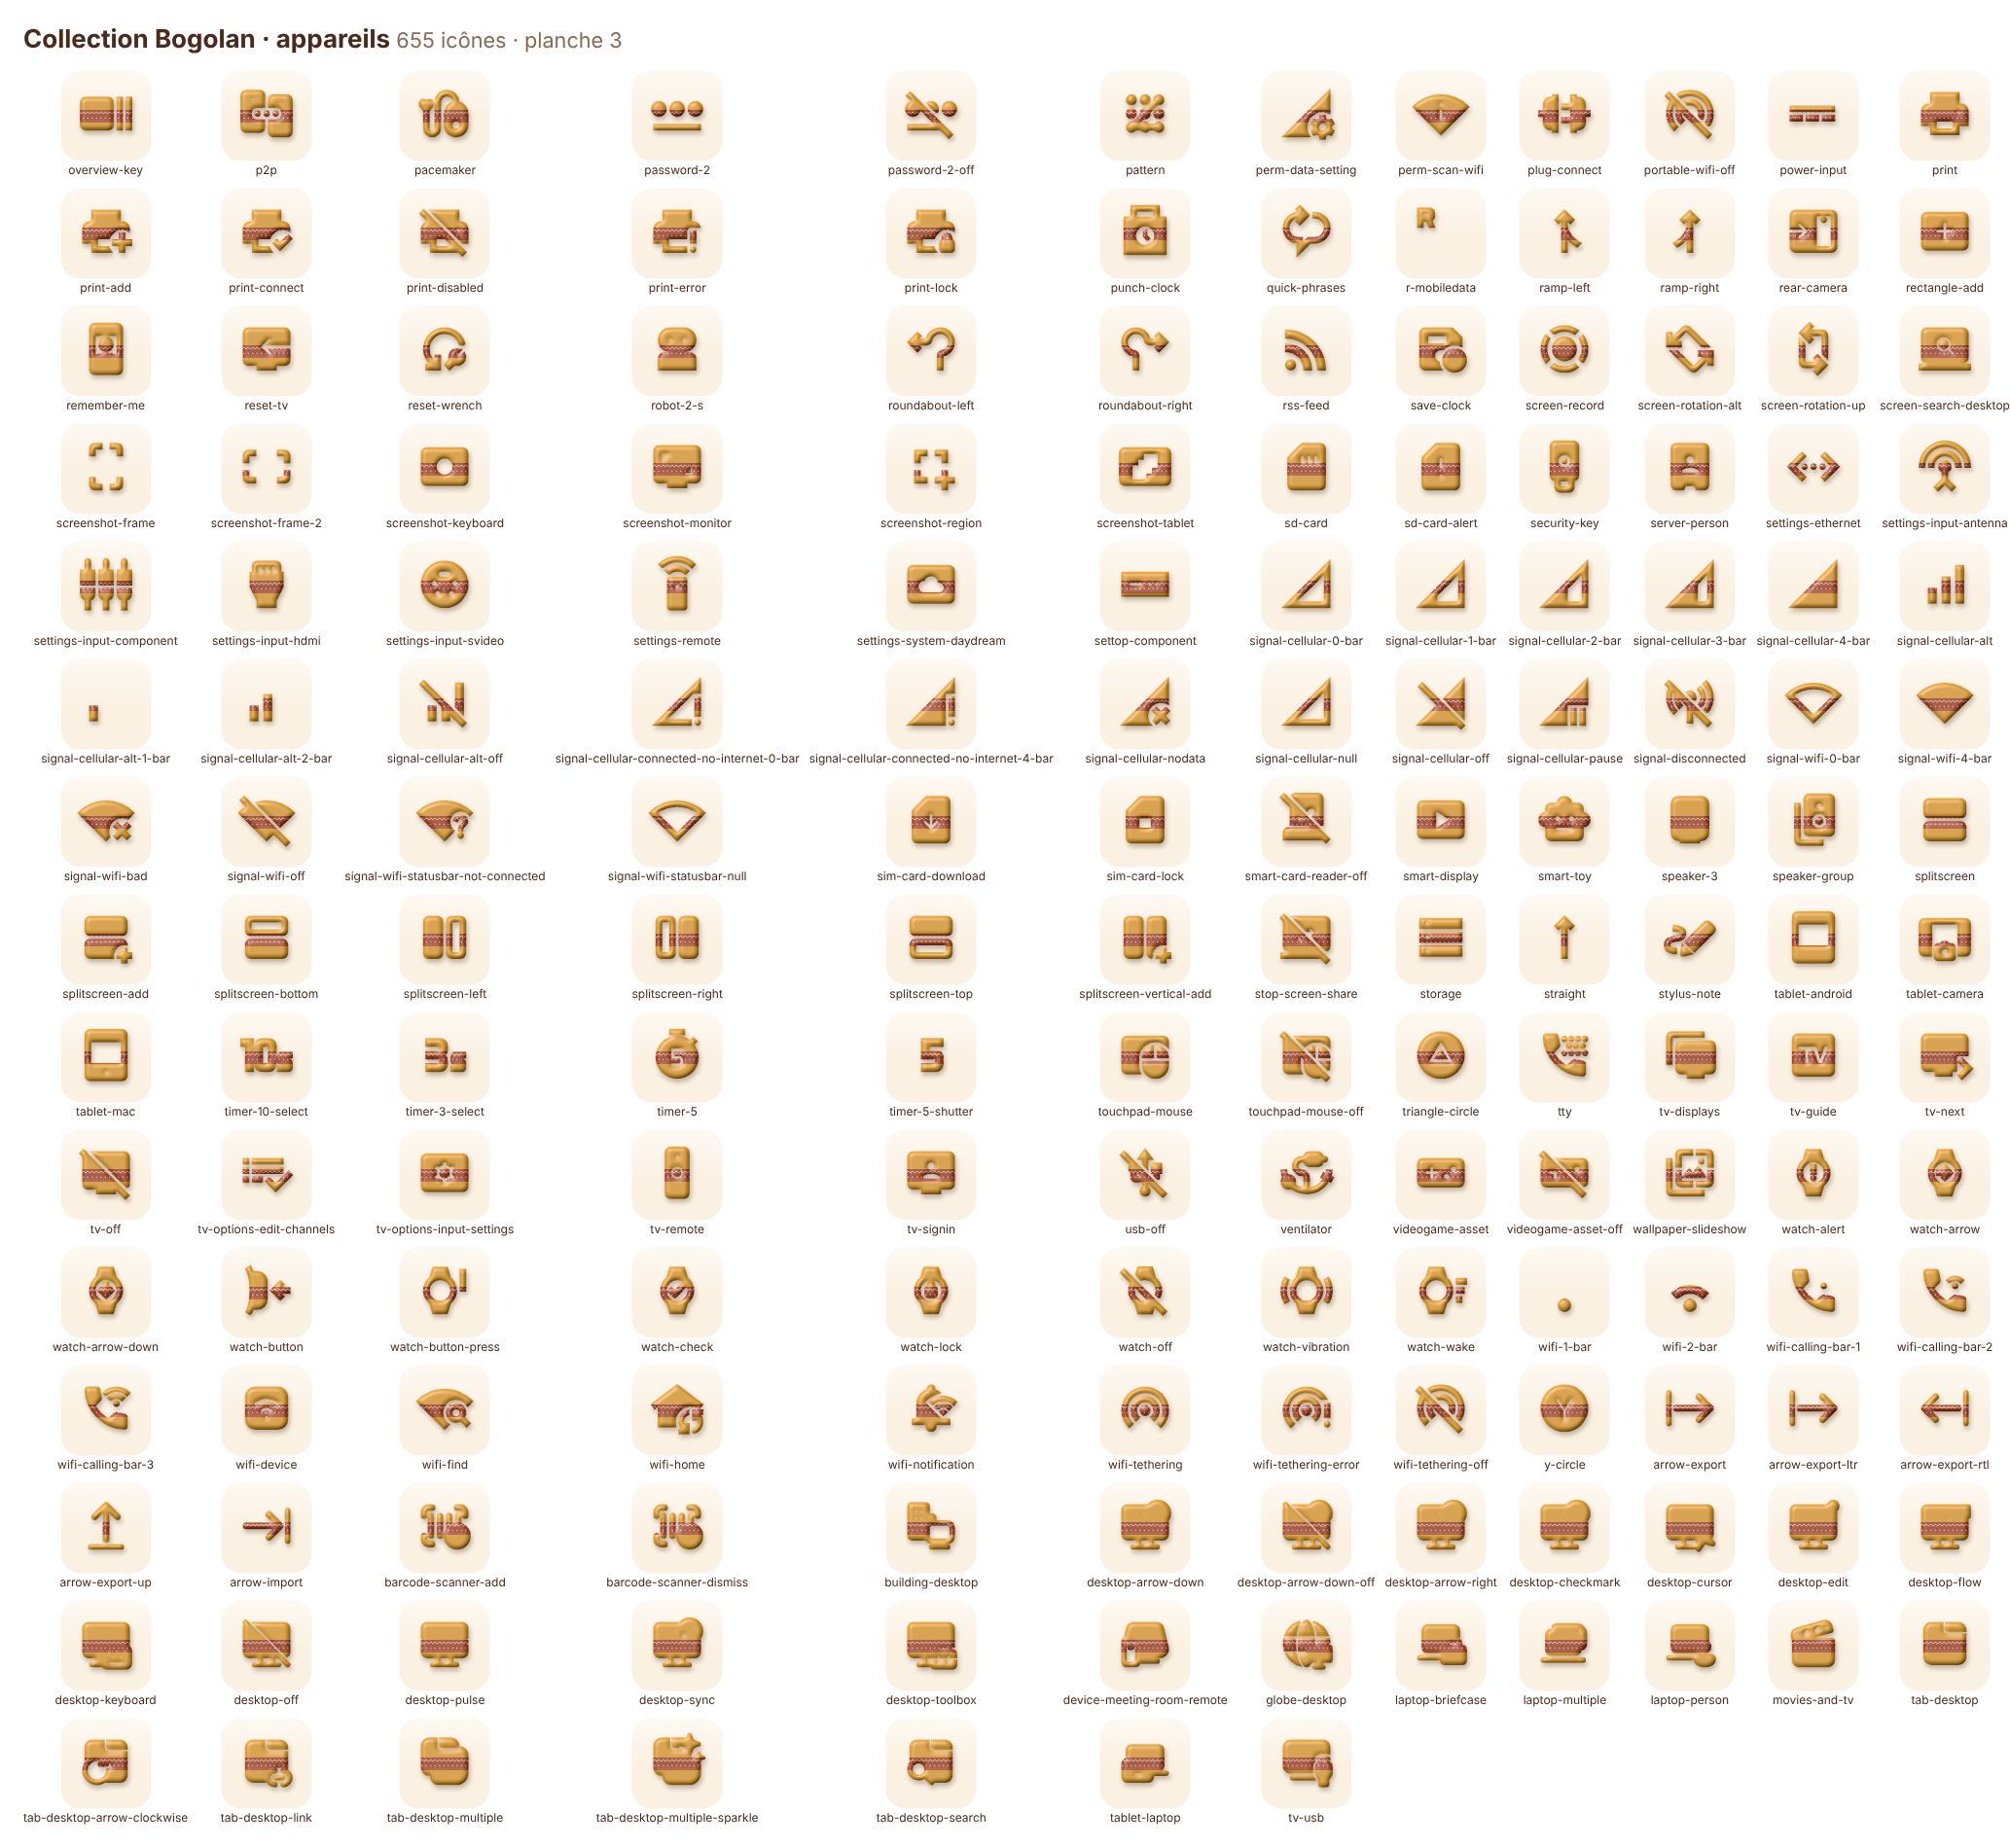 Collection Bogolan · appareils 655 icônes · planche 3
overview-key p2p pacemaker password-2 password-2-off pattern perm-data-setting perm-scan-wifi plug-connect portable-wifi-off power-input print
R
print-add print-connect print-disabled print-error print-lock punch-clock quick-phrases r-mobiledata ramp-left ramp-right rear-camera rectangle-add
remember-me reset-tv reset-wrench robot-2-s roundabout-left roundabout-right rss-feed save-clock screen-record screen-rotation-alt screen-rotation-up screen-search-desktop
screenshot-frame screenshot-frame-2 screenshot-keyboard screenshot-monitor screenshot-region screenshot-tablet sd-card sd-card-alert security-key server-person settings-ethernet settings-input-antenna
settings-input-component settings-input-hdmi settings-input-svideo settings-remote settings-system-daydream settop-component signal-cellular-0-bar signal-cellular-1-bar signal-cellular-2-bar signal-cellular-3-bar signal-cellular-4-bar signal-cellular-alt
signal-cellular-alt-1-bar signal-cellular-alt-2-bar signal-cellular-alt-off signal-cellular-connected-no-internet-0-bar signal-cellular-connected-no-internet-4-bar signal-cellular-nodata signal-cellular-null signal-cellular-off signal-cellular-pause signal-disconnected signal-wifi-0-bar signal-wifi-4-bar
signal-wifi-bad signal-wifi-off signal-wifi-statusbar-not-connected signal-wifi-statusbar-null sim-card-download sim-card-lock smart-card-reader-off smart-display smart-toy speaker-3 speaker-group splitscreen
splitscreen-add splitscreen-bottom splitscreen-left splitscreen-right splitscreen-top splitscreen-vertical-add stop-screen-share storage straight stylus-note tablet-android tablet-camera
10s 3s 5 5 TV
tablet-mac timer-10-select timer-3-select timer-5 timer-5-shutter touchpad-mouse touchpad-mouse-off triangle-circle tty tv-displays tv-guide tv-next
tv-off tv-options-edit-channels tv-options-input-settings tv-remote tv-signin usb-off ventilator videogame-asset videogame-asset-off wallpaper-slideshow watch-alert watch-arrow
watch-arrow-down watch-button watch-button-press watch-check watch-lock watch-off watch-vibration watch-wake wifi-1-bar wifi-2-bar wifi-calling-bar-1 wifi-calling-bar-2
Y
wifi-calling-bar-3 wifi-device wifi-find wifi-home wifi-notification wifi-tethering wifi-tethering-error wifi-tethering-off y-circle arrow-export arrow-export-ltr arrow-export-rtl
arrow-export-up arrow-import barcode-scanner-add barcode-scanner-dismiss building-desktop desktop-arrow-down desktop-arrow-down-off desktop-arrow-right desktop-checkmark desktop-cursor desktop-edit desktop-flow
desktop-keyboard desktop-off desktop-pulse desktop-sync desktop-toolbox device-meeting-room-remote globe-desktop laptop-briefcase laptop-multiple laptop-person movies-and-tv tab-desktop
tab-desktop-arrow-clockwise tab-desktop-link tab-desktop-multiple tab-desktop-multiple-sparkle tab-desktop-search tablet-laptop tv-usb